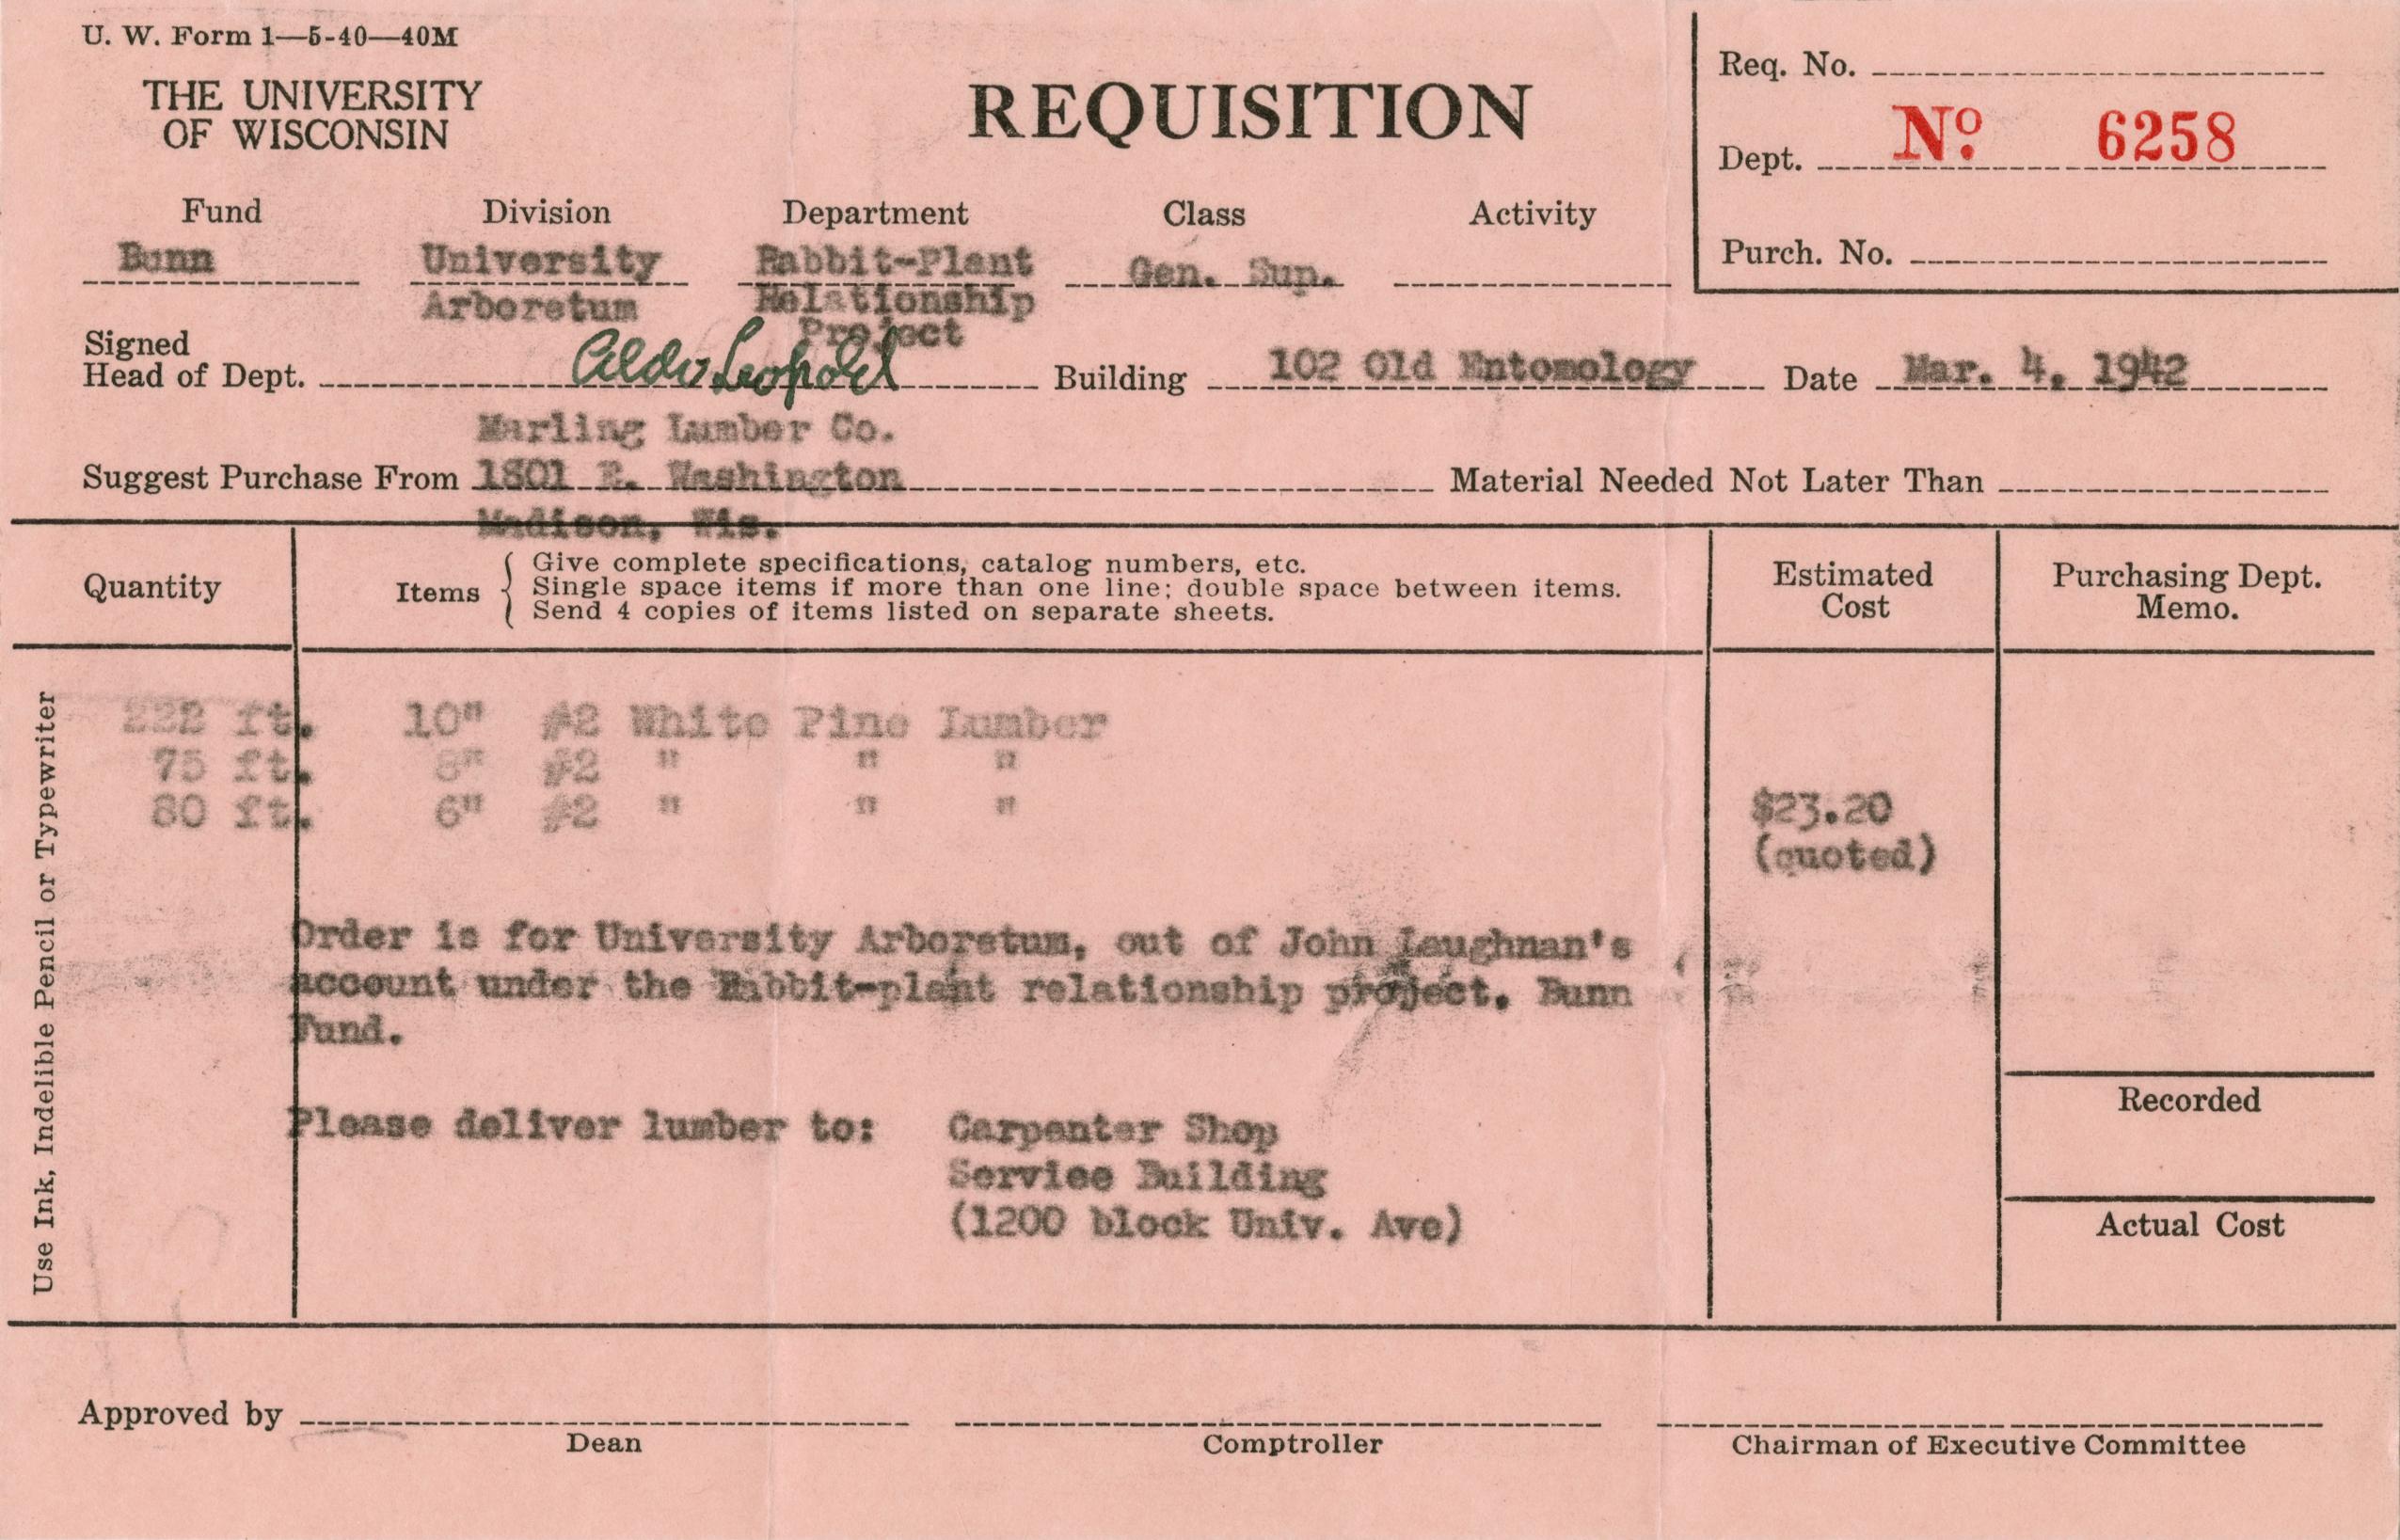 U. W. Form 1—5-40—40M
THE UNIVERSITY
OF WISCONSIN
REQUISITION
Req. No.
Dept. No. 6258
Purch. No.
Fund Division Department Class Activity
Bunn University Rabbit-Plant Gen. Sup.
Arboretum Relationship
Project
Signed
Head of Dept. Aldo Leopold Building 102 Old Entomology Date Mar. 4, 1942
Marling Lumber Co.
Suggest Purchase From 1801 E. Washington Material Needed Not Later Than
Madison, Wis.
Quantity
Items { Give complete specifications, catalog numbers, etc.
Single space items if more than one line; double space between items.
Send 4 copies of items listed on separate sheets.
Estimated
Cost
Purchasing Dept.
Memo.
Use Ink, Indelible Pencil or Typewriter
222 ft. 10" #2 White Pine Lumber
75 ft. 8" #2 " " "
80 ft. 6" #2 " " "
$23.20
(quoted)
Order is for University Arboretum, out of John Laughnan's
account under the Rabbit-plant relationship project. Bunn
Fund.
Please deliver lumber to: Carpenter Shop
Service Building
(1200 block Univ. Ave)
Recorded
Actual Cost
Approved by
Dean Comptroller Chairman of Executive Committee